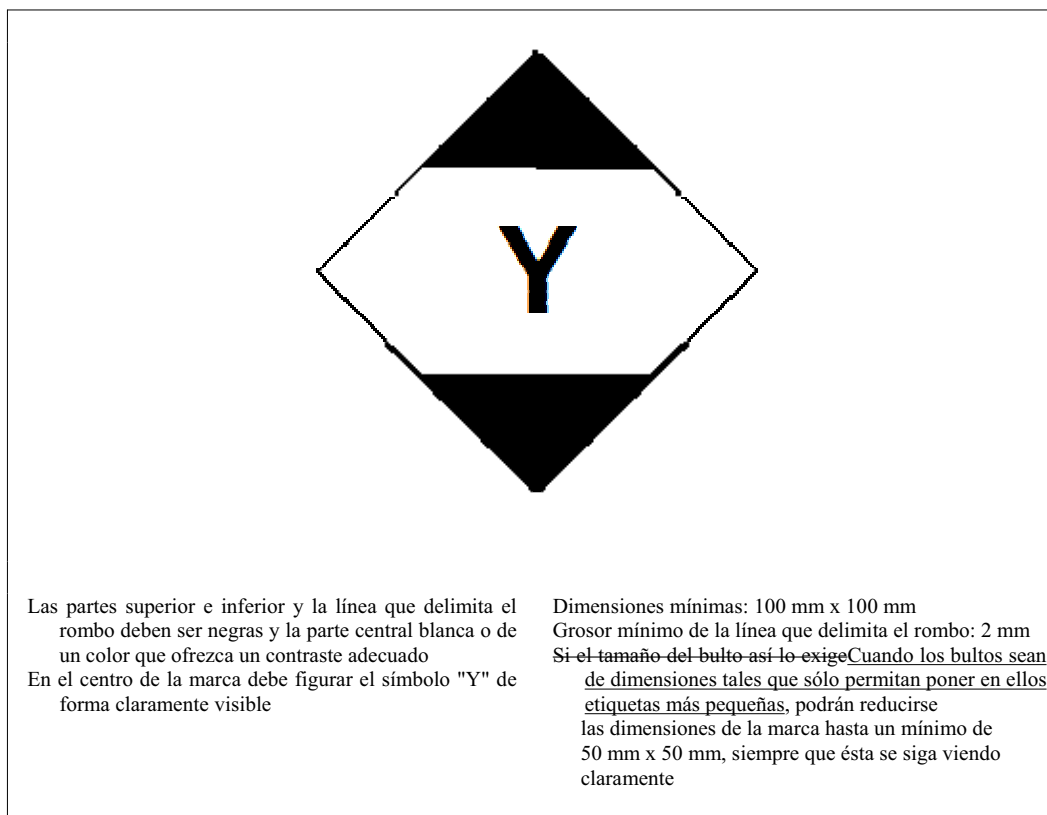 Y
Las partes superior e inferior y la línea que delimita el
rombo deben ser negras y la parte central blanca o de
un color que ofrezca un contraste adecuado
En el centro de la marca debe figurar el símbolo "Y" de
forma claramente visible
Dimensiones mínimas: 100 mm x 100 mm
Grosor mínimo de la línea que delimita el rombo: 2 mm
Si el tamaño del bulto así lo exigeCuando los bultos sean
de dimensiones tales que sólo permitan poner en ellos
etiquetas más pequeñas, podrán reducirse
las dimensiones de la marca hasta un mínimo de
50 mm x 50 mm, siempre que ésta se siga viendo
claramente